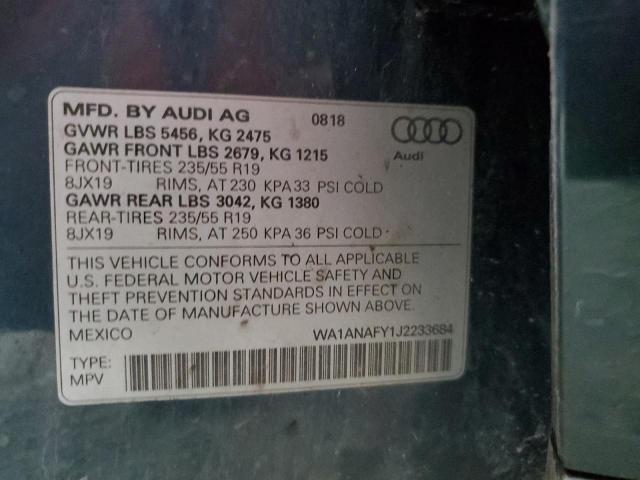 MFD. BY AUDI AG 0818
GVWR LBS 5456, KG 2475
GAWR FRONT LBS 2679, KG 1215
Audi
FRONT-TIRES 235/55 R19
8JX19 RIMS, AT 230 KPA 33 PSI COLD
GAWR REAR LBS 3042, KG 1380
REAR-TIRES 235/55 R19
8JX19 RIMS, AT 250 KPA 36 PSI COLD
THIS VEHICLE CONFORMS TO ALL APPLICABLE
U.S. FEDERAL MOTOR VEHICLE SAFETY AND
THEFT PREVENTION STANDARDS IN EFFECT ON
THE DATE OF MANUFACTURE SHOWN ABOVE.
MEXICO WA1ANAFY1J2233684
TYPE:
MPV